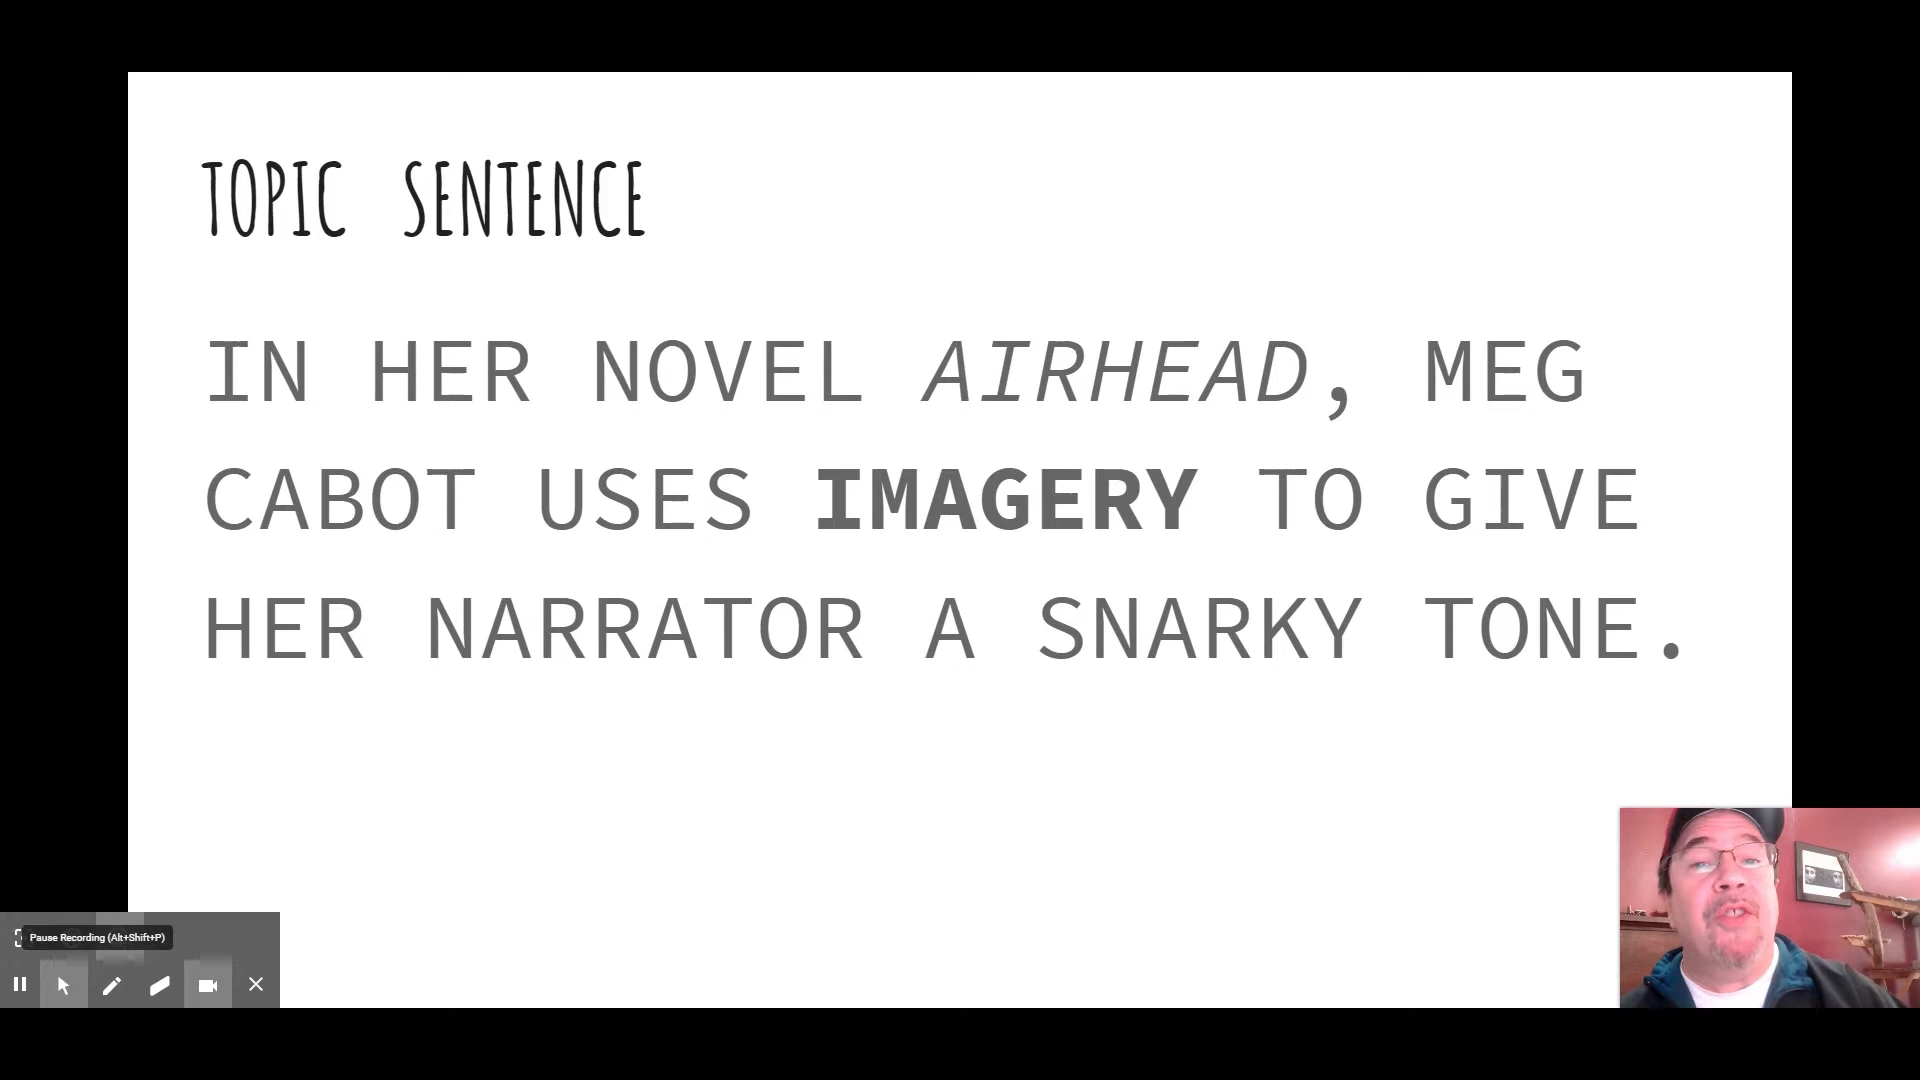 TOPIC SENTENCE
IN HER NOVEL AIRHEAD, MEG
CABOT USES IMAGERY TO GIVE
HER NARRATOR A SNARKY TONE.
Pause Recording (Alt+Shift+P)